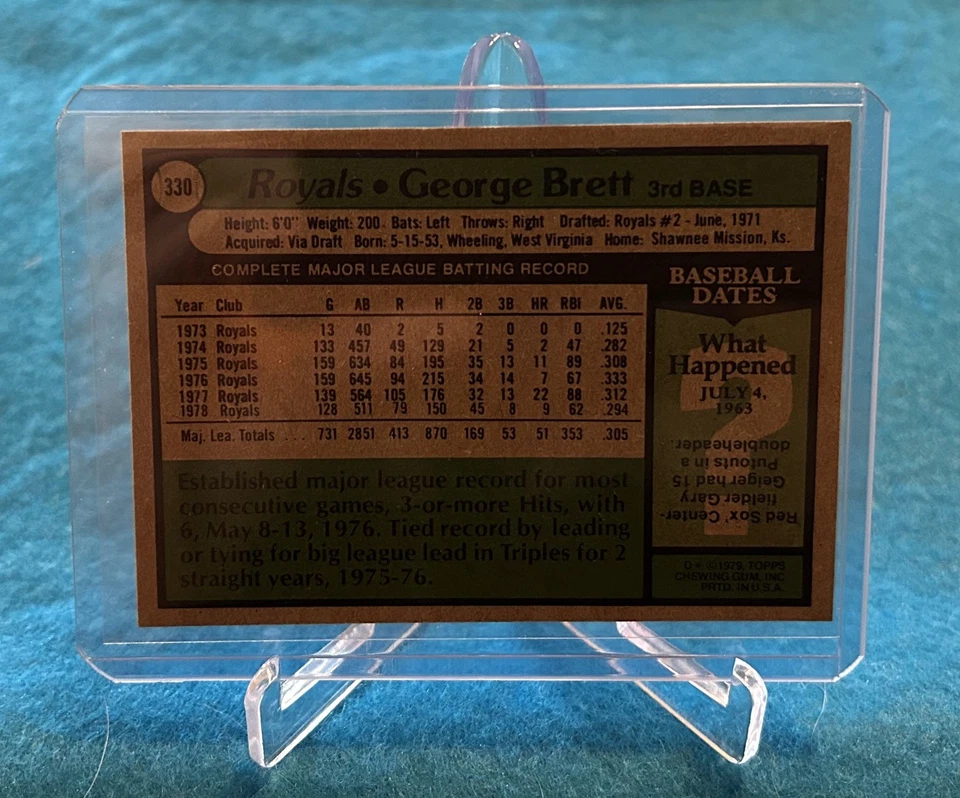 330
Royals • George Brett 3rd BASE
Height: 6'0" Weight: 200 Bats: Left Throws: Right Drafted: Royals #2 - June, 1971
Acquired: Via Draft Born: 5-15-53, Wheeling, West Virginia Home: Shawnee Mission, Ks.
COMPLETE MAJOR LEAGUE BATTING RECORD
Year Club G AB R H 2B 3B HR RBI AVG.
1973 Royals 13 40 2 5 2 0 0 0 .125
1974 Royals 133 457 49 129 21 5 2 47 .282
1975 Royals 159 634 84 195 35 13 11 89 .308
1976 Royals 159 645 94 215 34 14 7 67 .333
1977 Royals 139 564 105 176 32 13 22 88 .312
1978 Royals 128 511 79 150 45 8 9 62 .294
Maj. Lea. Totals . . . 731 2851 413 870 169 53 51 353 .305
Established major league record for most
consecutive games, 3-or-more Hits, with
6, May 8-13, 1976. Tied record by leading
or tying for big league lead in Triples for 2
straight years, 1975-76.
BASEBALL
DATES
What
Happened
JULY 4,
1963
?
Red Sox' Center-
fielder Gary
Geiger had 15
Putouts in a
doubleheader.
D * ©1979, TOPPS
CHEWING GUM, INC
PRTD. IN U.S.A.